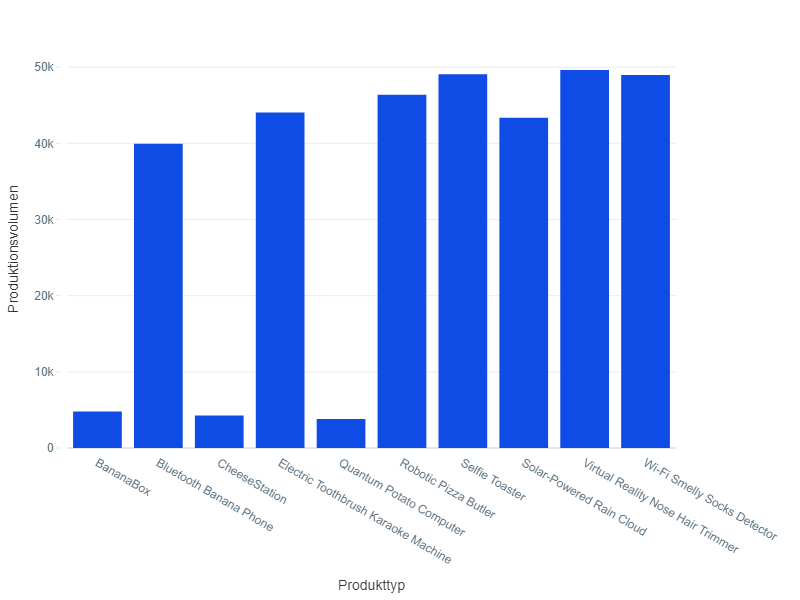 50k
40k
30k
20k
10k
0
Produktionsvolumen
BananaBox
Bluetooth Banana Phone
CheeseStation
Electric Toothbrush Karaoke Machine
Quantum Potato Computer
Robotic Pizza Butler
Selfie Toaster
Solar-Powered Rain Cloud
Virtual Reality Nose Hair Trimmer
Wi-Fi Smelly Socks Detector
Produkttyp